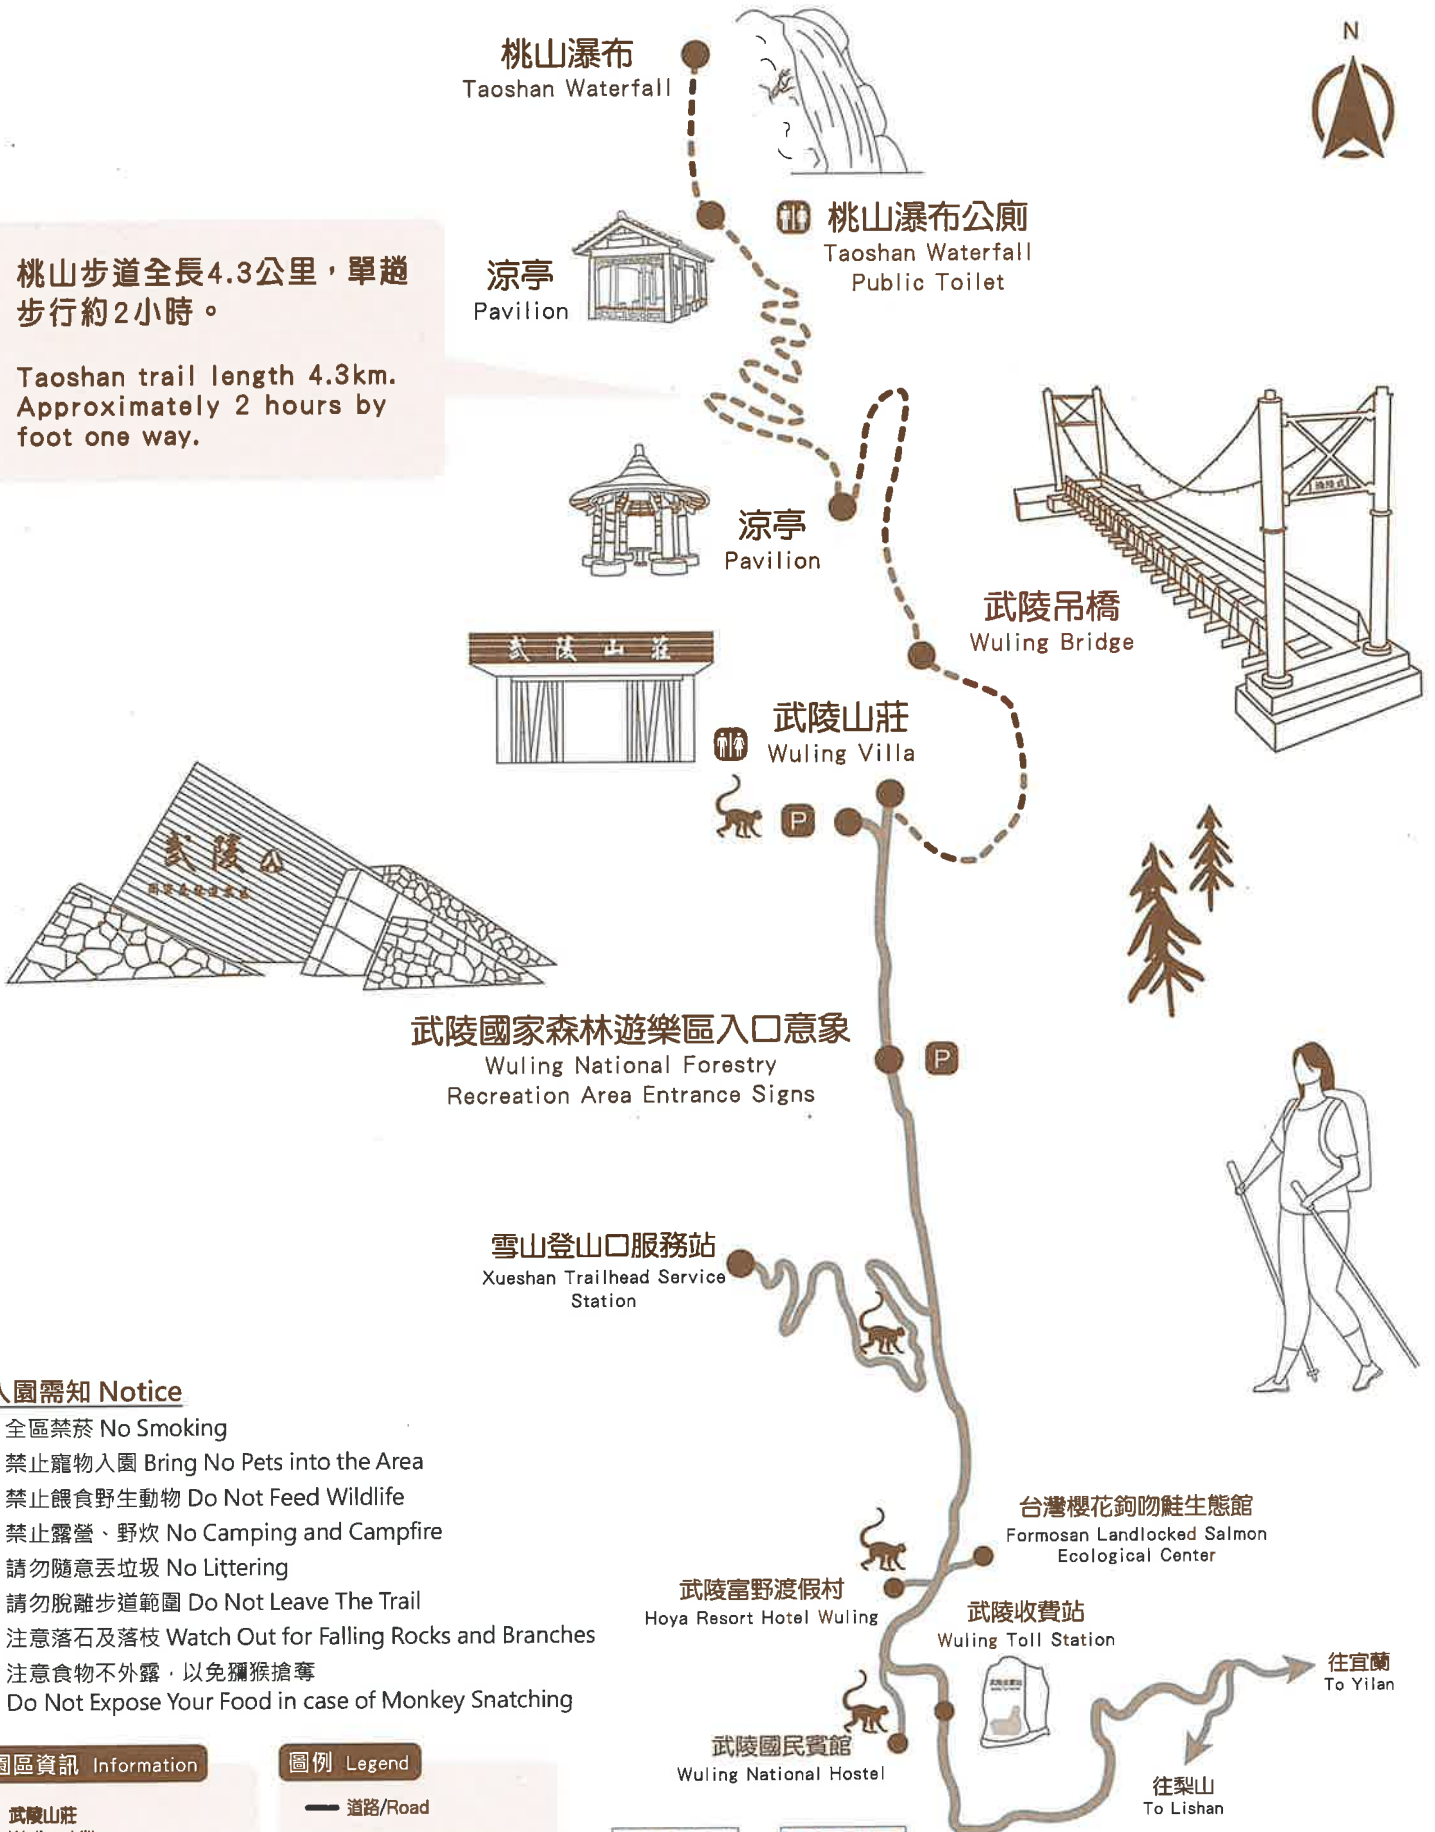 N
桃山瀑布
Taoshan Waterfall
桃山瀑布公廁
Taoshan Waterfall
Public Toilet
涼亭
Pavilion
桃山步道全長4.3公里，單趟
步行約2小時。
Taoshan trail length 4.3km.
Approximately 2 hours by
foot one way.
涼亭
Pavilion
武陵吊橋
Wuling Bridge
武陵山莊
武陵山莊
Wuling Villa
P
武陵
武陵國家森林遊樂區入口意象
Wuling National Forestry
Recreation Area Entrance Signs
P
雪山登山口服務站
Xueshan Trailhead Service
Station
入園需知 Notice
全區禁菸 No Smoking
禁止寵物入園 Bring No Pets into the Area
禁止餵食野生動物 Do Not Feed Wildlife
禁止露營、野炊 No Camping and Campfire
請勿隨意丟垃圾 No Littering
請勿脫離步道範圍 Do Not Leave The Trail
注意落石及落枝 Watch Out for Falling Rocks and Branches
注意食物不外露，以免獼猴搶奪
Do Not Expose Your Food in case of Monkey Snatching
台灣櫻花鉤吻鮭生態館
Formosan Landlocked Salmon
Ecological Center
武陵富野渡假村
Hoya Resort Hotel Wuling
武陵收費站
Wuling Toll Station
往宜蘭
To Yilan
武陵國民賓館
Wuling National Hostel
往梨山
To Lishan
園區資訊 Information
武陵山莊
圖例 Legend
道路/Road